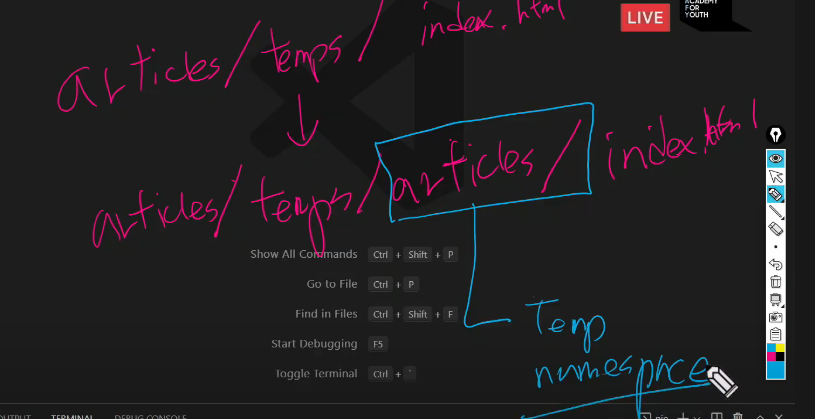 ACADEMY
FOR
YOUTH
LIVE
articles/ temps/ index.html
articles/ temps/ articles/ index.html
Show All Commands Ctrl + Shift + P
Go to File Ctrl + P
Find in Files Ctrl + Shift + F
Start Debugging F5
Toggle Terminal Ctrl + `
Temp
namespace
OUTPUT TERMINAL DEBUG CONSOLE